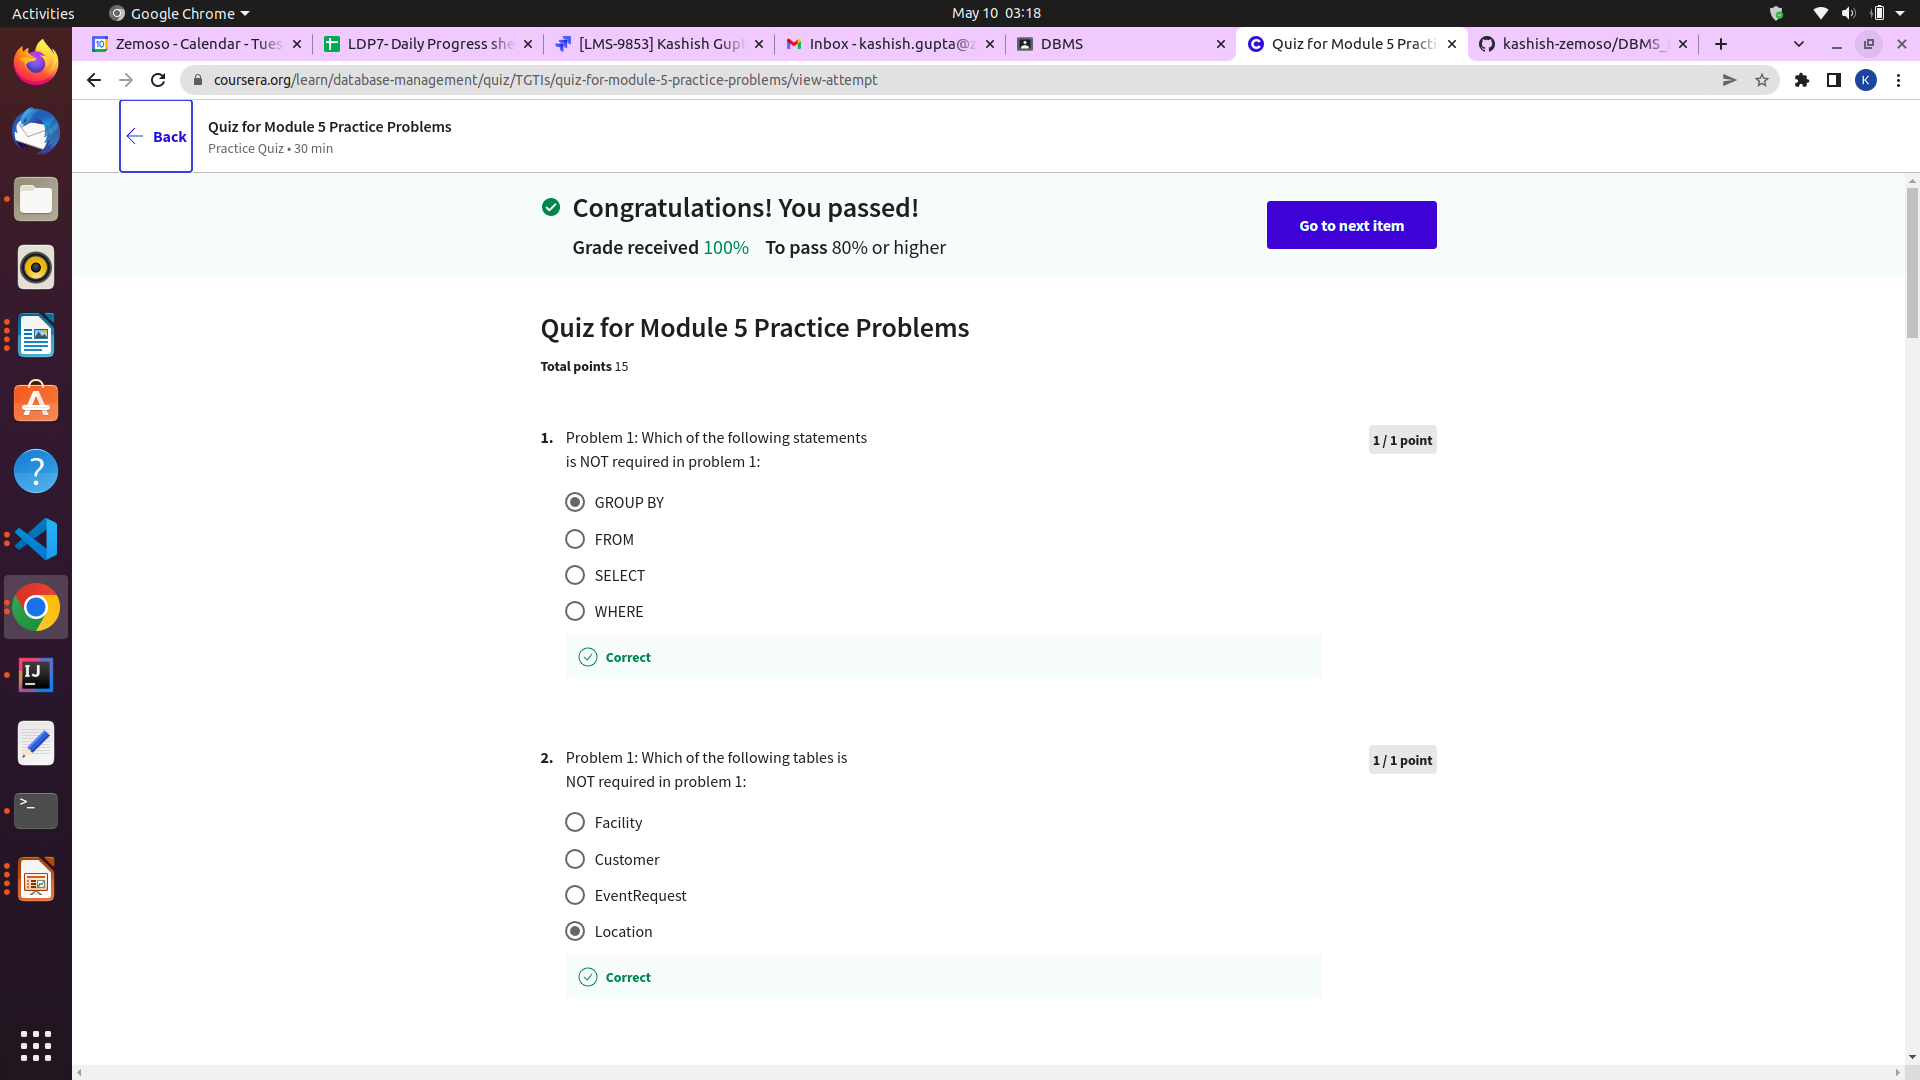 Activities
Google Chrome
May 10 03:18
Zemoso - Calendar - Tues
LDP7- Daily Progress she
[LMS-9853] Kashish Gupt
Inbox - kashish.gupta@z
DBMS
Quiz for Module 5 Practi
kashish-zemoso/DBMS_
coursera.org/learn/database-management/quiz/TGTIs/quiz-for-module-5-practice-problems/view-attempt
K
Back
Quiz for Module 5 Practice Problems
Practice Quiz • 30 min
Congratulations! You passed!
Grade received 100% To pass 80% or higher
Go to next item
Quiz for Module 5 Practice Problems
Total points 15
1. Problem 1: Which of the following statements
is NOT required in problem 1:
1 / 1 point
GROUP BY
FROM
SELECT
WHERE
Correct
2. Problem 1: Which of the following tables is
NOT required in problem 1:
1 / 1 point
Facility
Customer
EventRequest
Location
Correct